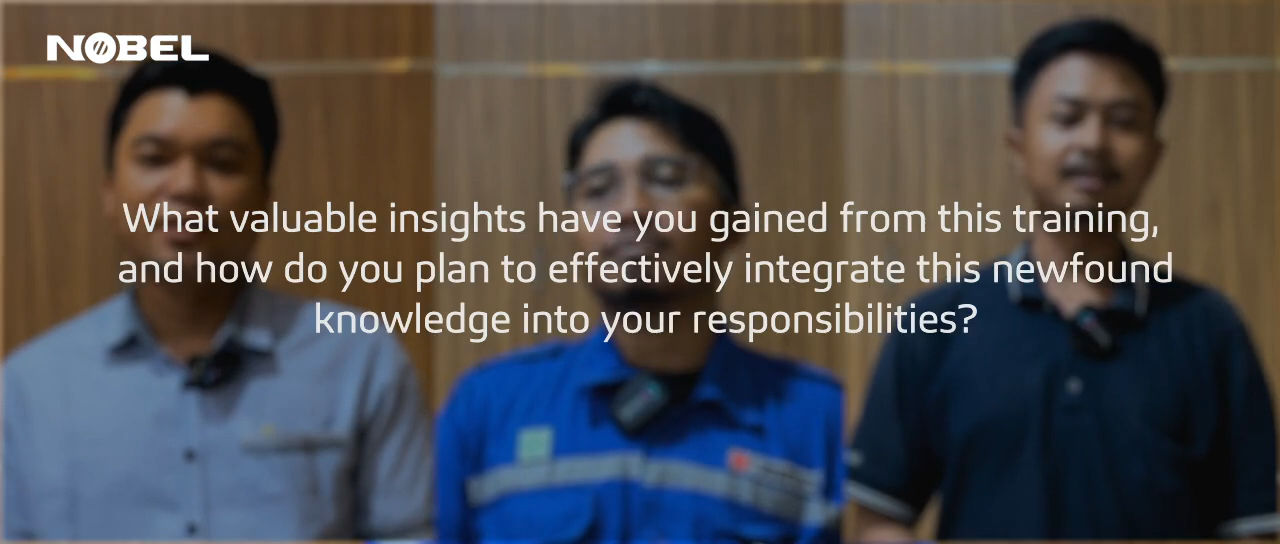 NOBEL
What valuable insights have you gained from this training,
and how do you plan to effectively integrate this newfound
knowledge into your responsibilities?